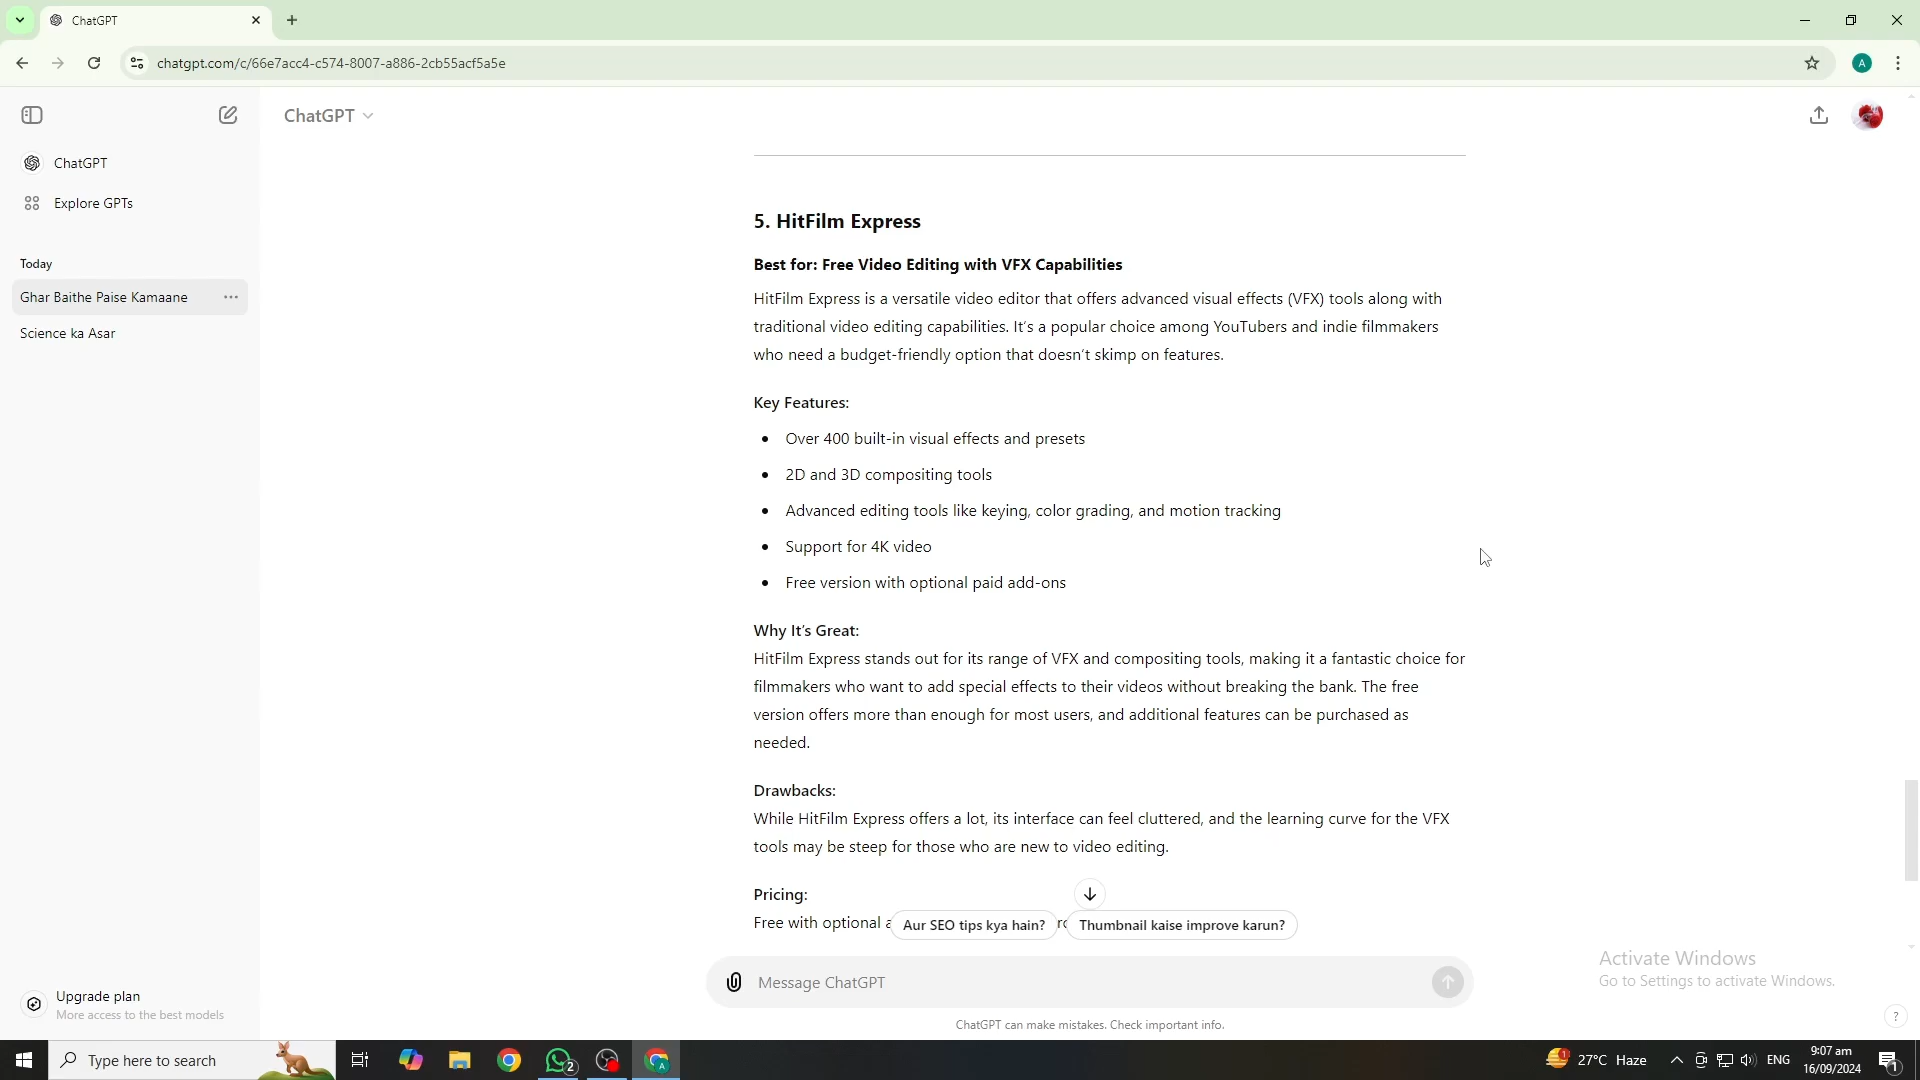 ChatGPT
chatgpt.com/c/66e7acc4-c574-8007-a886-2cb55acf5a5e
A
ChatGPT
ChatGPT
Explore GPTs
Today
Ghar Baithe Paise Kamaane
Science ka Asar
5. HitFilm Express
Best for: Free Video Editing with VFX Capabilities
HitFilm Express is a versatile video editor that offers advanced visual effects (VFX) tools along with
traditional video editing capabilities. It's a popular choice among YouTubers and indie filmmakers
who need a budget-friendly option that doesn't skimp on features.
Key Features:
• Over 400 built-in visual effects and presets
• 2D and 3D compositing tools
• Advanced editing tools like keying, color grading, and motion tracking
• Support for 4K video
• Free version with optional paid add-ons
Why It's Great:
HitFilm Express stands out for its range of VFX and compositing tools, making it a fantastic choice for
filmmakers who want to add special effects to their videos without breaking the bank. The free
version offers more than enough for most users, and additional features can be purchased as
needed.
Drawbacks:
While HitFilm Express offers a lot, its interface can feel cluttered, and the learning curve for the VFX
tools may be steep for those who are new to video editing.
Pricing:
Free with optional
Aur SEO tips kya hain?
Thumbnail kaise improve karun?
Message ChatGPT
ChatGPT can make mistakes. Check important info.
Upgrade plan
More access to the best models
Activate Windows
Go to Settings to activate Windows.
?
Type here to search
2
A
1
27°C Haze
ENG
9:07 am
16/09/2024
1